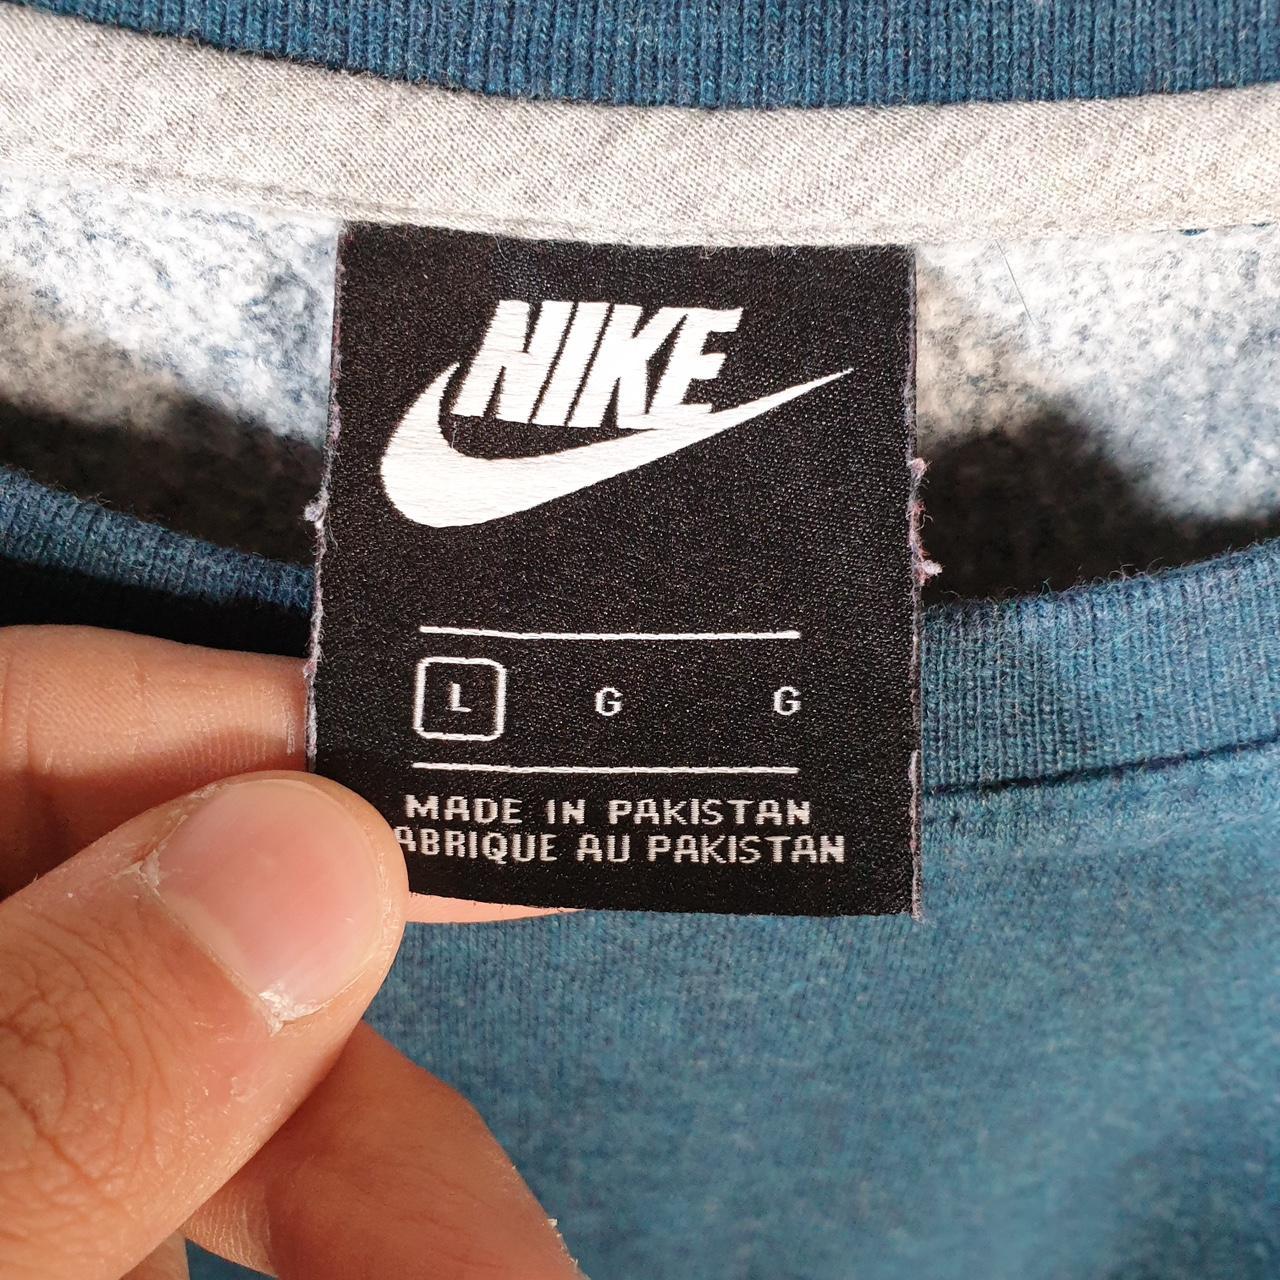 NIKE
L G G
MADE IN PAKISTAN
ABRIQUE AU PAKISTAN